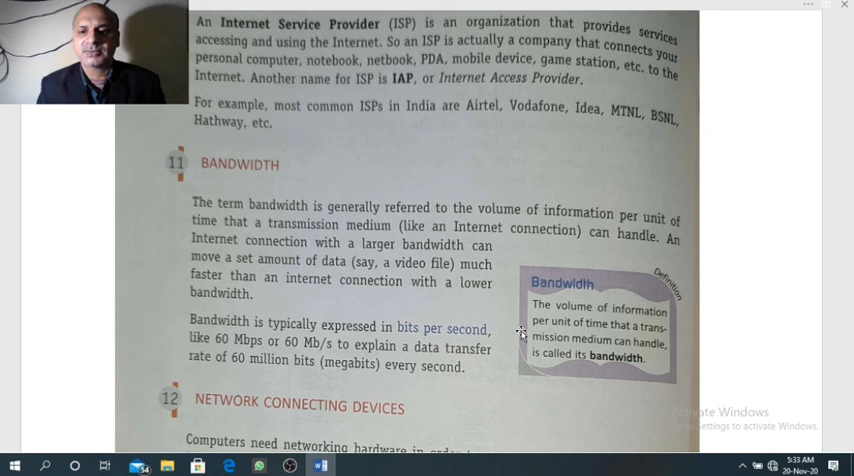 An Internet Service Provider (ISP) is an organization that provides services
accessing and using the Internet. So an ISP is actually a company that connects your
personal computer, notebook, netbook, PDA, mobile device, game station, etc. to the
Internet. Another name for ISP is IAP, or Internet Access Provider.
For example, most common ISPs in India are Airtel, Vodafone, Idea, MTNL, BSNL,
Hathway, etc.
11 BANDWIDTH
The term bandwidth is generally referred to the volume of information per unit of
time that a transmission medium (like an Internet connection) can handle. An
Internet connection with a larger bandwidth can
move a set amount of data (say, a video file) much
faster than an internet connection with a lower
bandwidth.
Bandwidth is typically expressed in bits per second,
like 60 Mbps or 60 Mb/s to explain a data transfer
rate of 60 million bits (megabits) every second.
Definition
Bandwidth
The volume of information
per unit of time that a trans-
mission medium can handle,
is called its bandwidth.
12 NETWORK CONNECTING DEVICES
Computers need networking hardware in order
Activate Windows
Go to Settings to activate Windows.
54
5:33 AM
20-Nov-20